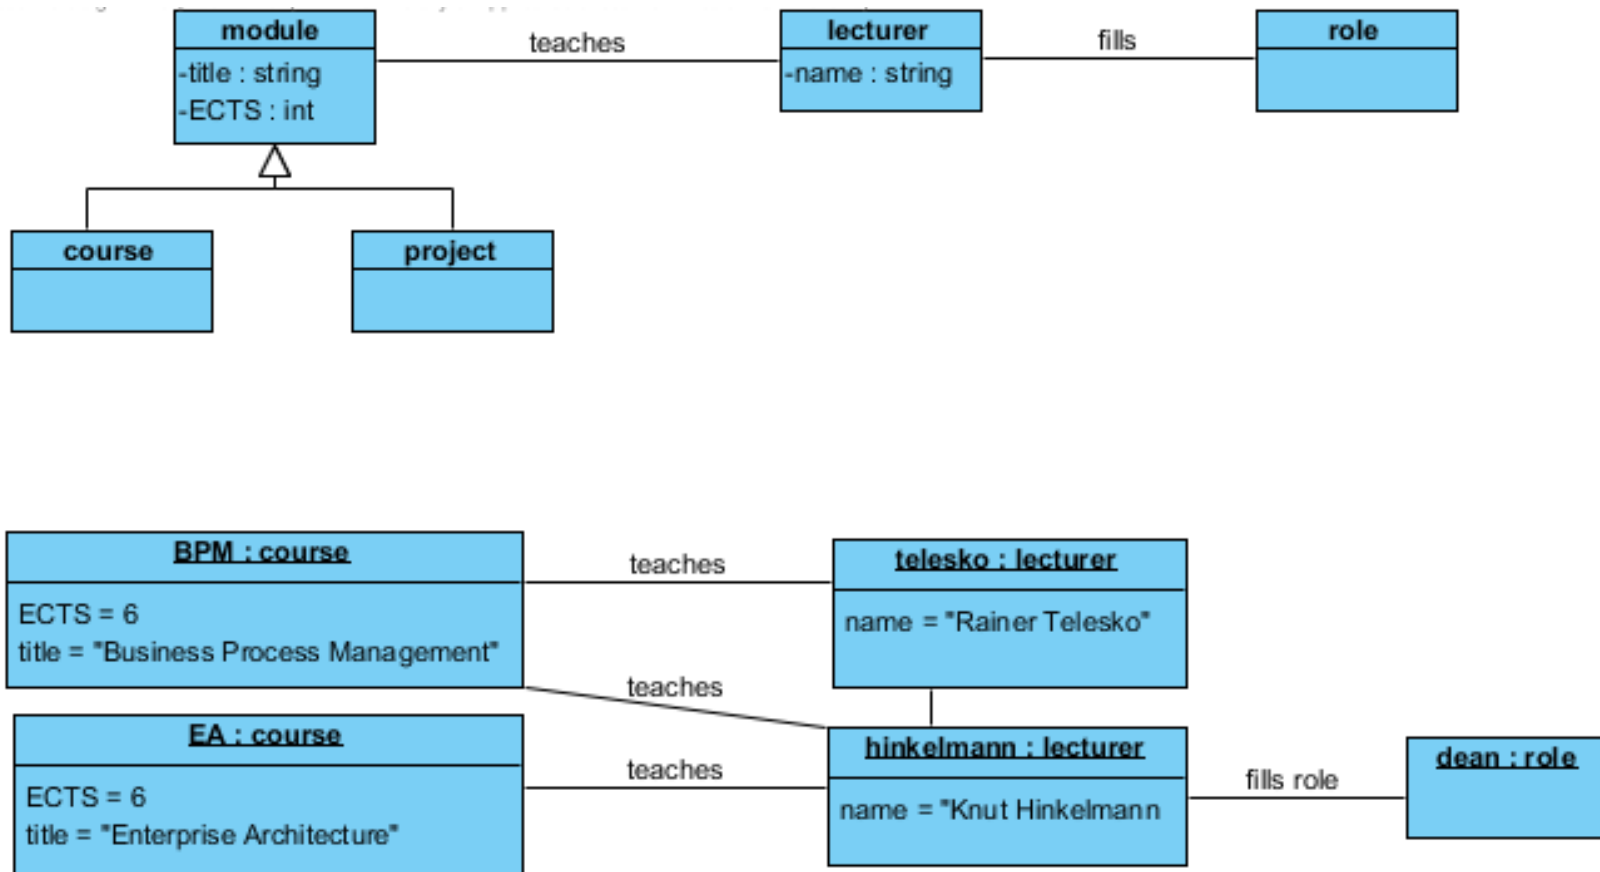 module
teaches
lecturer
fills
role
-title : string
-ECTS : int
-name : string
course
project
BPM : course
ECTS = 6
title = "Business Process Management"
teaches
telesko : lecturer
name = "Rainer Telesko"
teaches
EA : course
ECTS = 6
title = "Enterprise Architecture"
teaches
hinkelmann : lecturer
name = "Knut Hinkelmann
fills role
dean : role